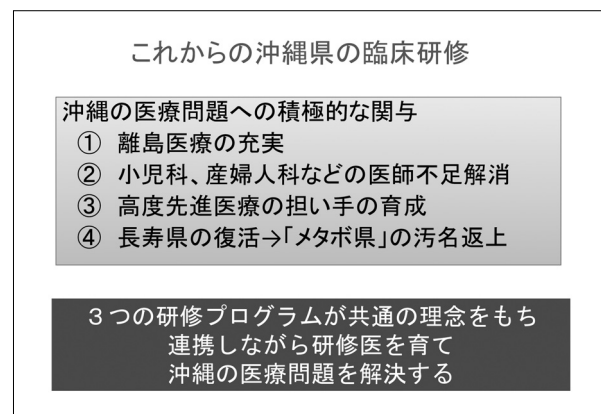 これからの沖縄県の臨床研修
沖縄の医療問題への積極的な関与
① 離島医療の充実
② 小児科、産婦人科などの医師不足解消
③ 高度先進医療の担い手の育成
④ 長寿県の復活→「メタボ県」の汚名返上
３つの研修プログラムが共通の理念をもち
連携しながら研修医を育て
沖縄の医療問題を解決する